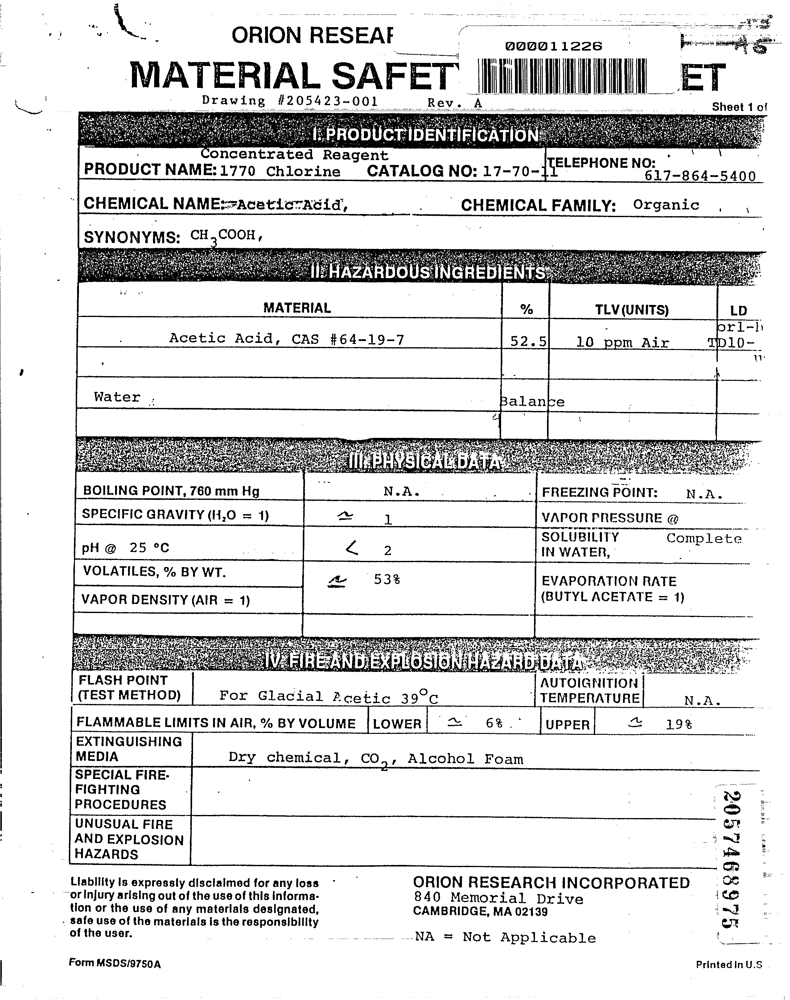 ORION RESEAR
000011226
MATERIAL SAFET ET
Drawing #205423-001 Rev. A
Sheet 1 of
I. PRODUCT IDENTIFICATION
Concentrated Reagent
PRODUCT NAME: 1770 Chlorine CATALOG NO: 17-70-11 TELEPHONE NO: 617-864-5400
CHEMICAL NAME: Acetic Acid, CHEMICAL FAMILY: Organic
SYNONYMS: CH3COOH,
II. HAZARDOUS INGREDIENTS
MATERIAL % TLV (UNITS) LD
Acetic Acid, CAS #64-19-7 52.5 10 ppm Air TD10-
Water Balance
III. PHYSICAL DATA
BOILING POINT, 760 mm Hg N.A. FREEZING POINT: N.A.
SPECIFIC GRAVITY (H2O = 1) ≃ 1 VAPOR PRESSURE @
pH @ 25 °C < 2 SOLUBILITY IN WATER, Complete
VOLATILES, % BY WT. ≃ 53% EVAPORATION RATE
VAPOR DENSITY (AIR = 1) (BUTYL ACETATE = 1)
IV. FIRE AND EXPLOSION HAZARD DATA
FLASH POINT (TEST METHOD) For Glacial Acetic 39°C AUTOIGNITION TEMPERATURE N.A.
FLAMMABLE LIMITS IN AIR, % BY VOLUME LOWER ≃ 6% UPPER ≃ 19%
EXTINGUISHING
MEDIA Dry chemical, CO2, Alcohol Foam
SPECIAL FIRE-
FIGHTING
PROCEDURES
UNUSUAL FIRE
AND EXPLOSION
HAZARDS
2057468975
Liability is expressly disclaimed for any loss
or injury arising out of the use of this informa-
tion or the use of any materials designated,
safe use of the materials is the responsibility
of the user.
ORION RESEARCH INCORPORATED
840 Memorial Drive
CAMBRIDGE, MA 02139
NA = Not Applicable
Form MSDS/9750A
Printed in U.S